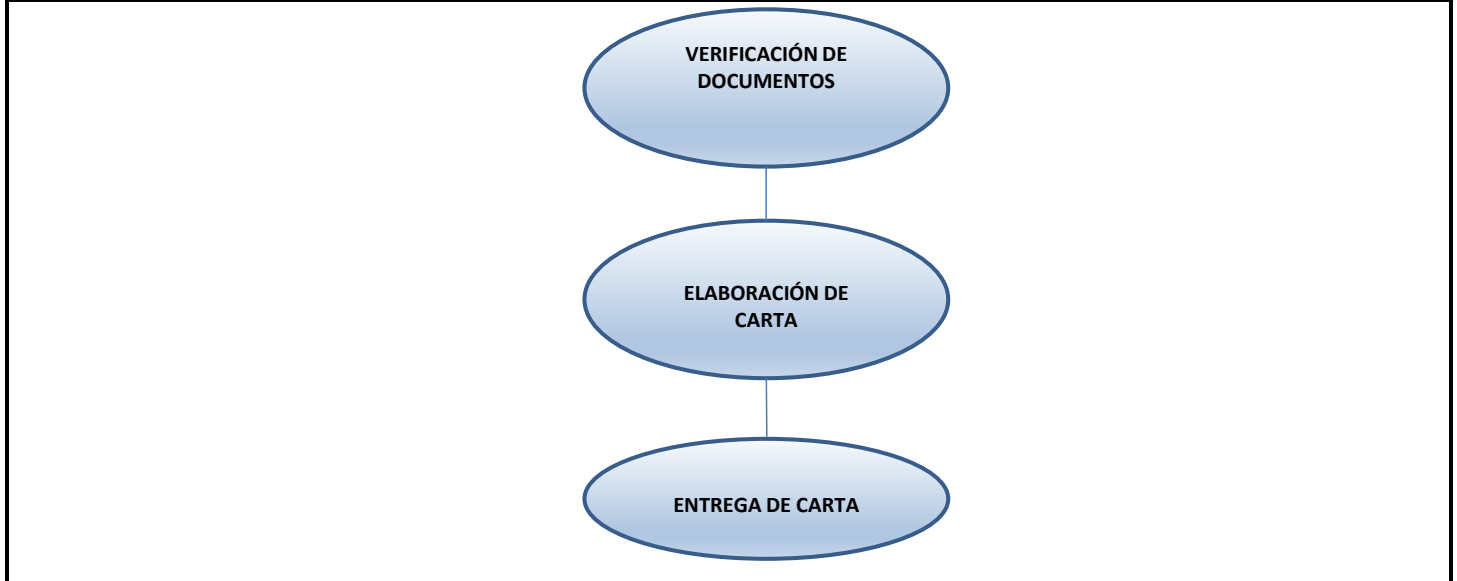 VERIFICACIÓN DE
DOCUMENTOS
ELABORACIÓN DE
CARTA
ENTREGA DE CARTA